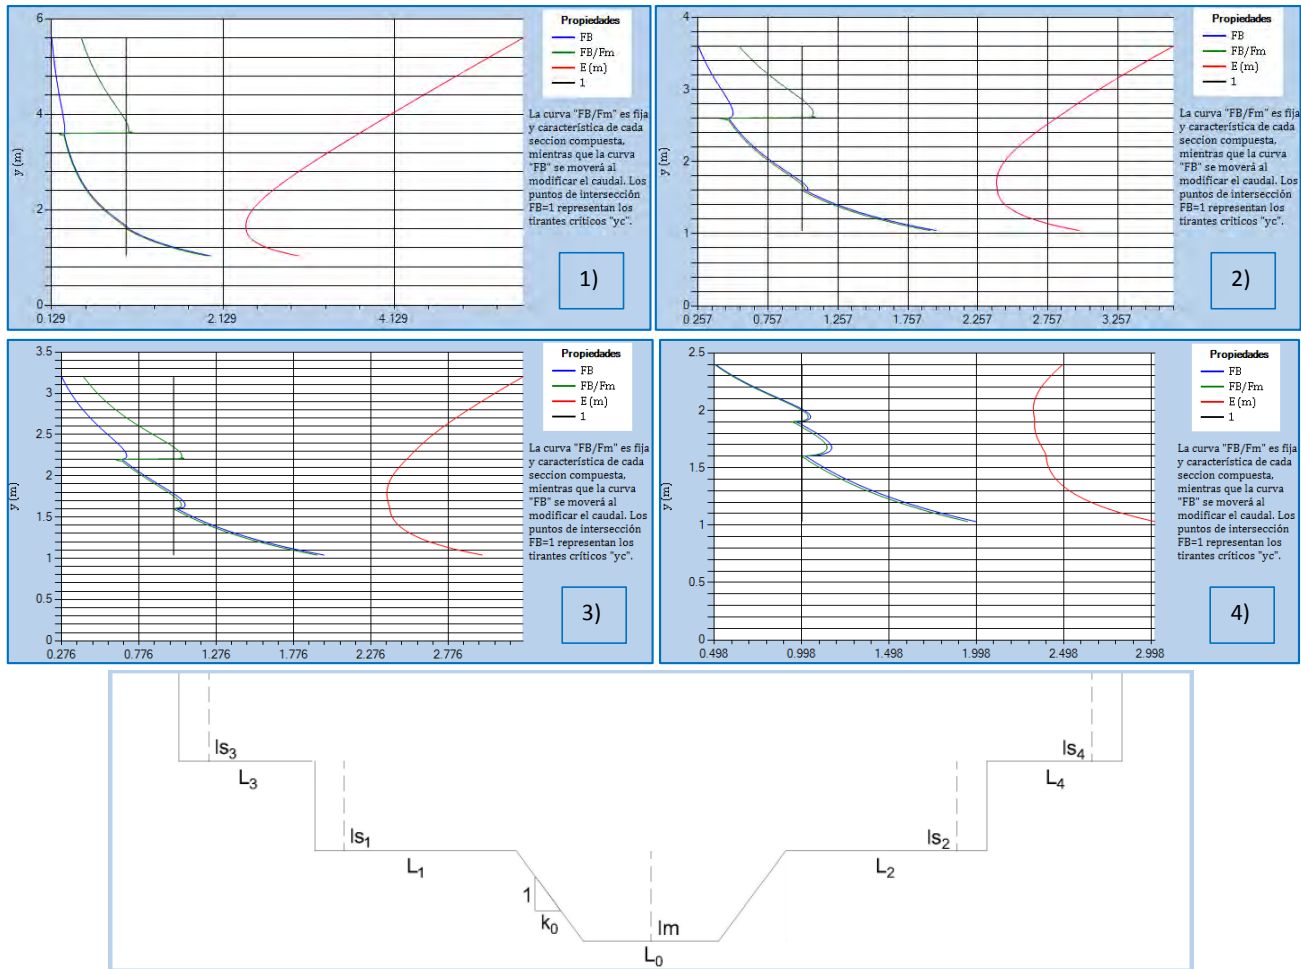 6
4
2
0
y (m)
0.129
2.129
4.129
Propiedades
FB
FB/Fm
E (m)
1
La curva "FB/Fm" es fija
y característica de cada
seccion compuesta,
mientras que la curva
"FB" se moverá al
modificar el caudal. Los
puntos de intersección
FB=1 representan los
tirantes críticos "yc".
1)
4
3
2
1
0
y (m)
0.257
0.757
1.257
1.757
2.257
2.757
3.257
Propiedades
FB
FB/Fm
E (m)
1
La curva "FB/Fm" es fija
y característica de cada
seccion compuesta,
mientras que la curva
"FB" se moverá al
modificar el caudal. Los
puntos de intersección
FB=1 representan los
tirantes críticos "yc".
2)
3.5
3
2.5
2
1.5
1
0.5
0
y (m)
0.276
0.776
1.276
1.776
2.276
2.776
Propiedades
FB
FB/Fm
E (m)
1
La curva "FB/Fm" es fija
y característica de cada
seccion compuesta,
mientras que la curva
"FB" se moverá al
modificar el caudal. Los
puntos de intersección
FB=1 representan los
tirantes críticos "yc".
3)
2.5
2
1.5
1
0.5
0
y (m)
0.498
0.998
1.498
1.998
2.498
2.998
Propiedades
FB
FB/Fm
E (m)
1
La curva "FB/Fm" es fija
y característica de cada
seccion compuesta,
mientras que la curva
"FB" se moverá al
modificar el caudal. Los
puntos de intersección
FB=1 representan los
tirantes críticos "yc".
4)
ls₃
ls₄
L₃
L₄
ls₁
ls₂
L₁
L₂
1
k₀
lm
L₀